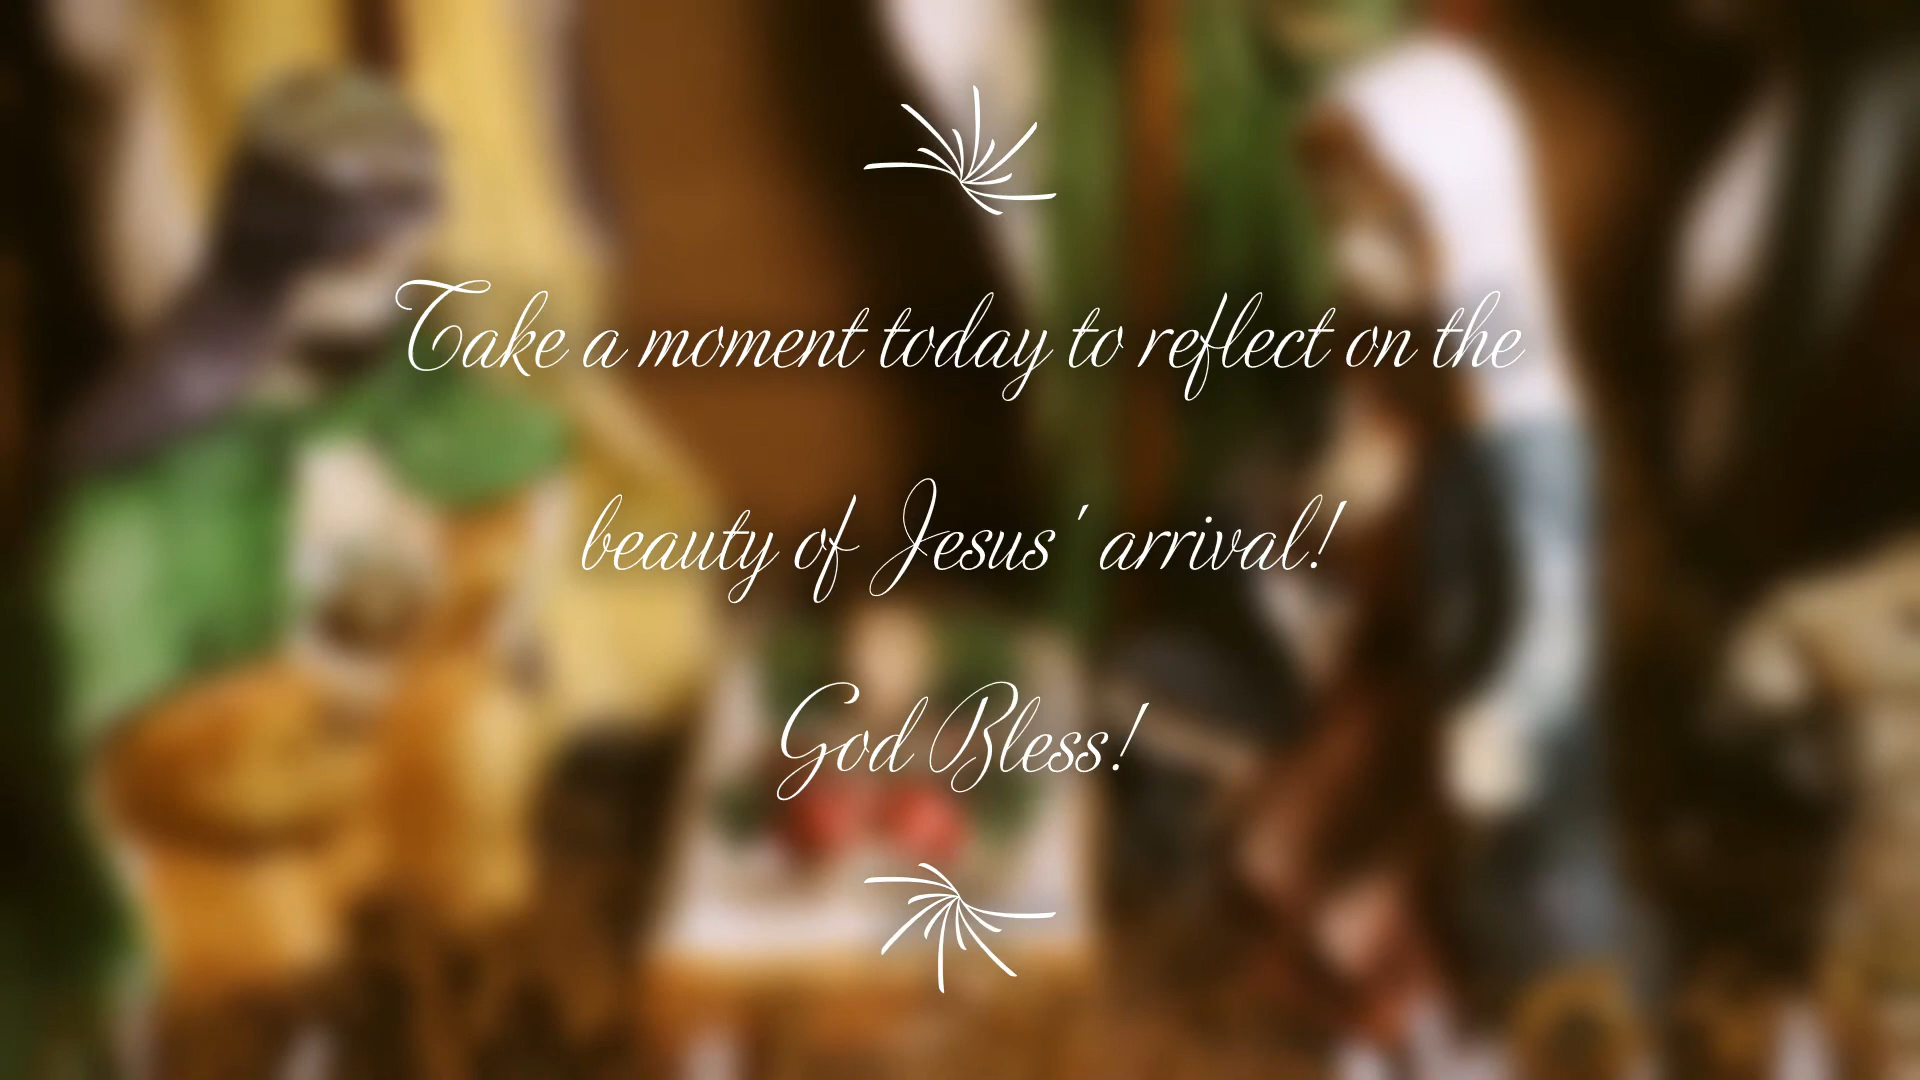 Take a moment today to reflect on the
beauty of Jesus' arrival!
God Bless!